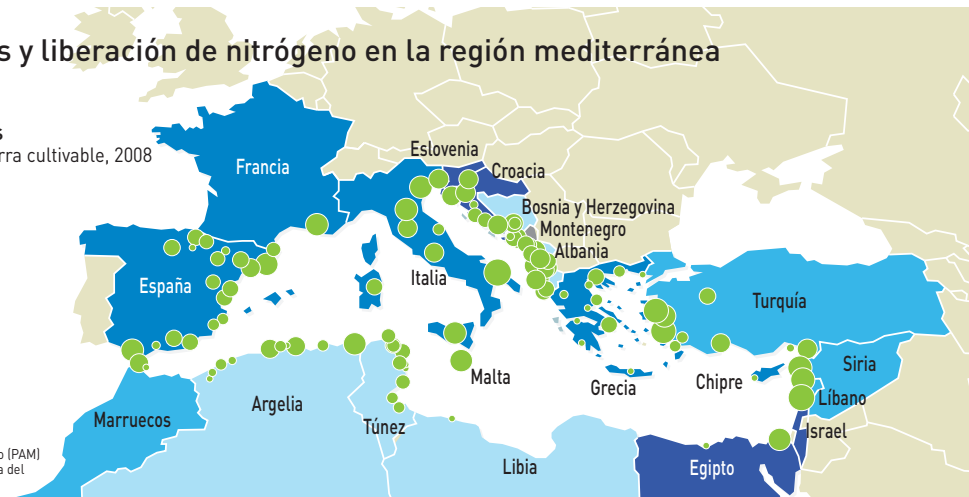 s y liberación de nitrógeno en la región mediterránea
s
rra cultivable, 2008
Francia
Eslovenia
Croacia
Bosnia y Herzegovina
Montenegro
Albania
Italia
España
Turquía
Siria
Malta
Grecia
Chipre
Líbano
Israel
Marruecos
Argelia
Túnez
Libia
Egipto
o (PAM)
a del